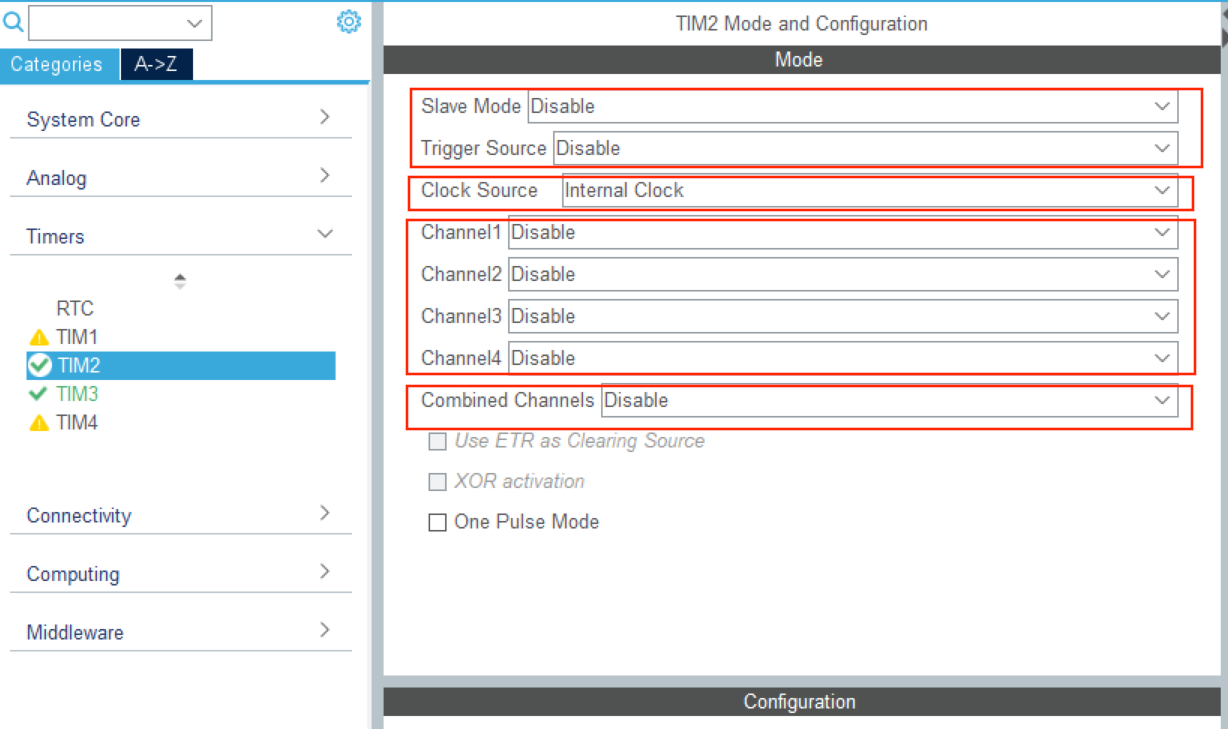 TIM2 Mode and Configuration
Categories A->Z
Mode
System Core
Analog
Timers
RTC
TIM1
TIM2
TIM3
TIM4
Connectivity
Computing
Middleware
Slave Mode Disable
Trigger Source Disable
Clock Source Internal Clock
Channel1 Disable
Channel2 Disable
Channel3 Disable
Channel4 Disable
Combined Channels Disable
Use ETR as Clearing Source
XOR activation
One Pulse Mode
Configuration